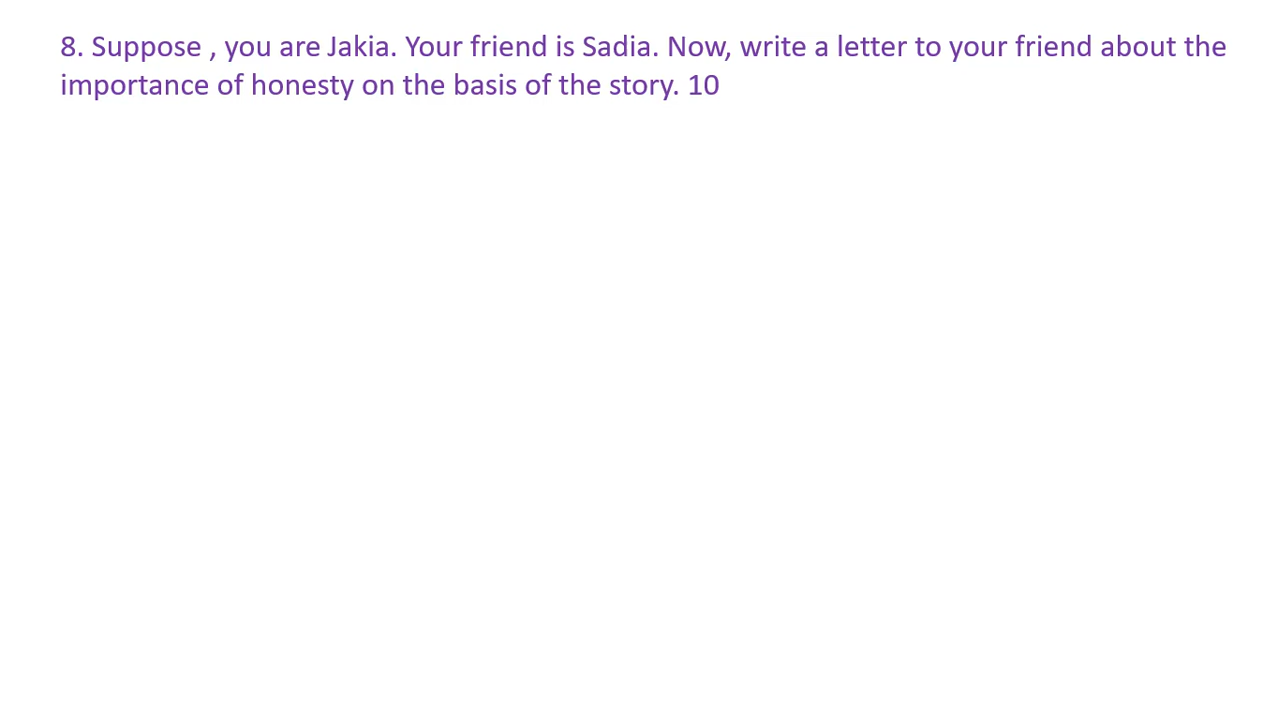 8. Suppose , you are Jakia. Your friend is Sadia. Now, write a letter to your friend about the
importance of honesty on the basis of the story. 10